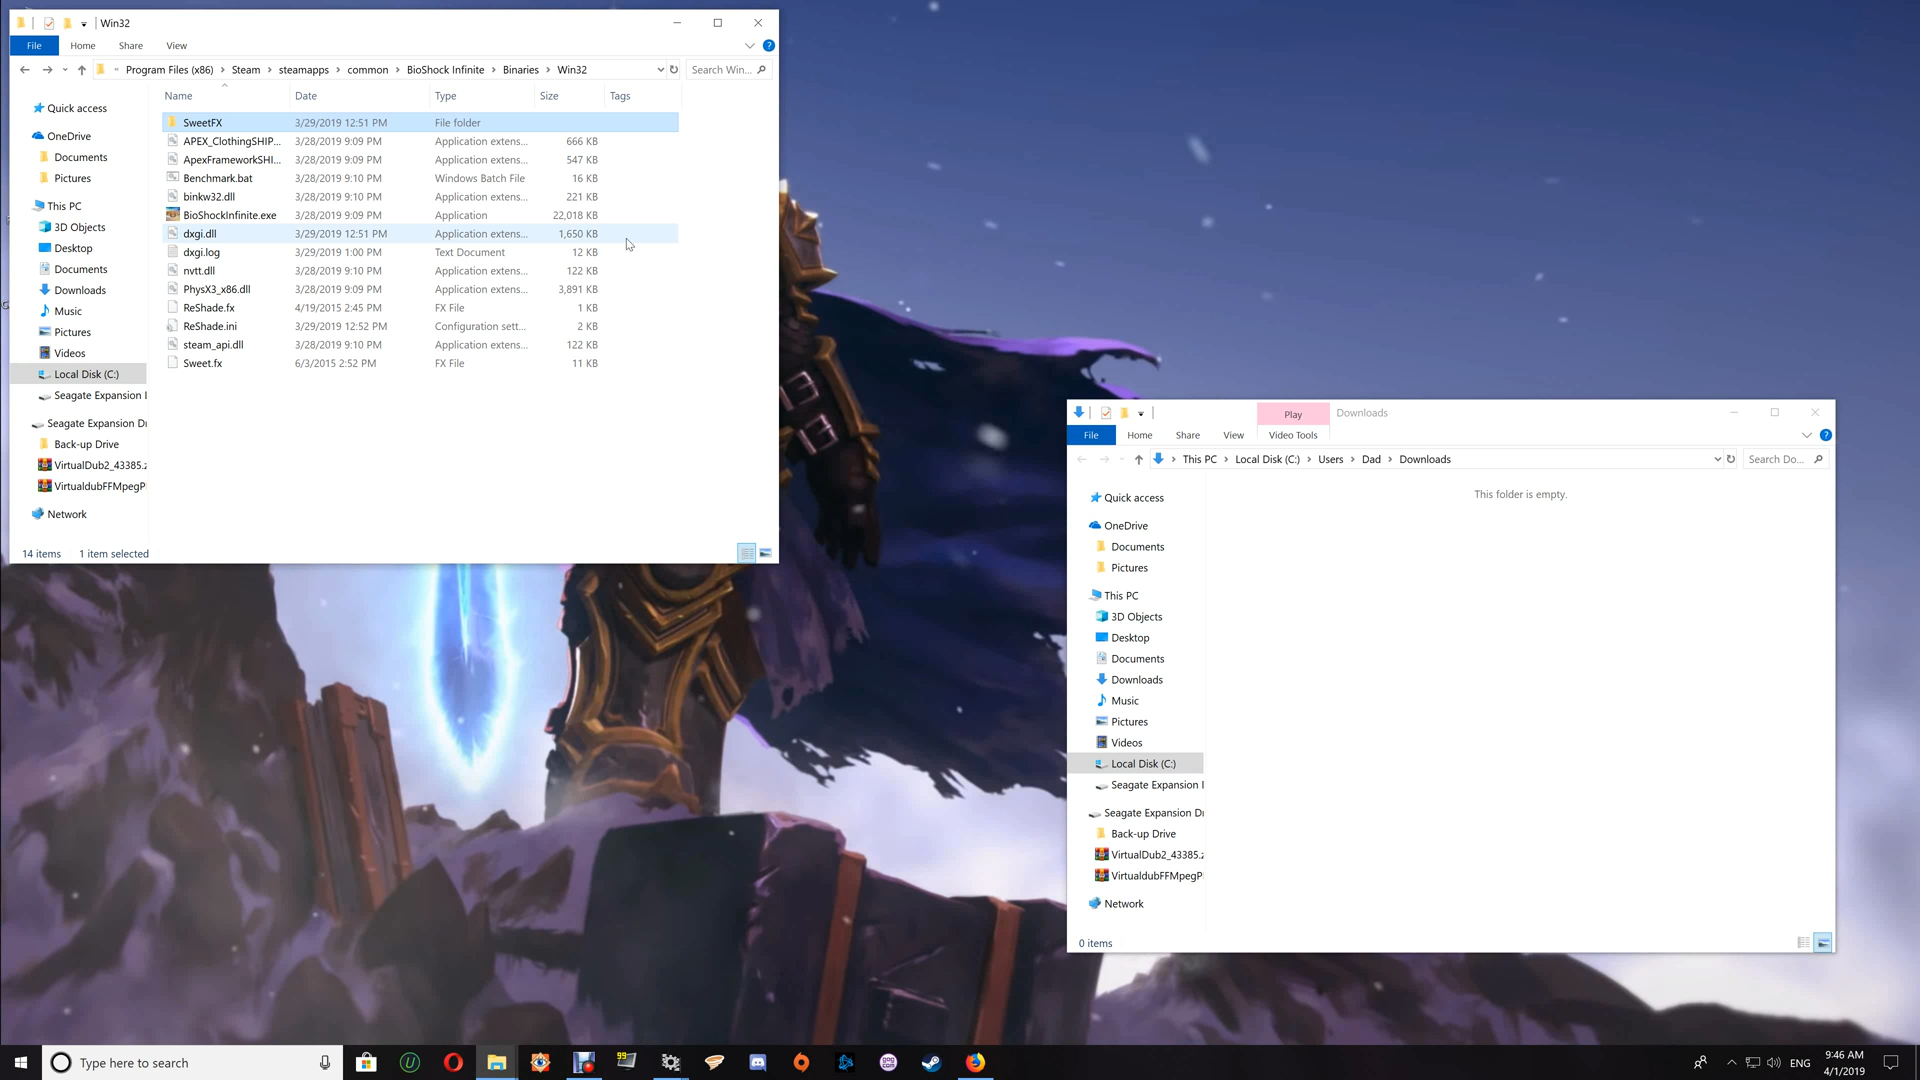 Win32
File Home Share View
Program Files (x86) Steam steamapps common BioShock Infinite Binaries Win32 Search Win...
Name Date Type Size Tags
SweetFX 3/29/2019 12:51 PM File folder
APEX_ClothingSHIP... 3/28/2019 9:09 PM Application extens... 666 KB
ApexFrameworkSHI... 3/28/2019 9:09 PM Application extens... 547 KB
Benchmark.bat 3/28/2019 9:10 PM Windows Batch File 16 KB
binkw32.dll 3/28/2019 9:10 PM Application extens... 221 KB
BioShockInfinite.exe 3/28/2019 9:09 PM Application 22,018 KB
dxgi.dll 3/29/2019 12:51 PM Application extens... 1,650 KB
dxgi.log 3/29/2019 1:00 PM Text Document 12 KB
nvtt.dll 3/28/2019 9:10 PM Application extens... 122 KB
PhysX3_x86.dll 3/28/2019 9:09 PM Application extens... 3,891 KB
ReShade.fx 4/19/2015 2:45 PM FX File 1 KB
ReShade.ini 3/29/2019 12:52 PM Configuration sett... 2 KB
steam_api.dll 3/28/2019 9:10 PM Application extens... 122 KB
Sweet.fx 6/3/2015 2:52 PM FX File 11 KB
Quick access
OneDrive
Documents
Pictures
This PC
3D Objects
Desktop
Documents
Downloads
Music
Pictures
Videos
Local Disk (C:)
Seagate Expansion
Seagate Expansion
Back-up Drive
VirtualDub2_43385.z
VirtualdubFFMpegP
Network
14 items 1 item selected
Play Downloads
File Home Share View Video Tools
This PC Local Disk (C:) Users Dad Downloads Search Do...
This folder is empty.
Quick access
OneDrive
Documents
Pictures
This PC
3D Objects
Desktop
Documents
Downloads
Music
Pictures
Videos
Local Disk (C:)
Seagate Expansion
Seagate Expansion
Back-up Drive
VirtualDub2_43385.z
VirtualdubFFMpegP
Network
0 items
Type here to search
99
ENG
9:46 AM
4/1/2019